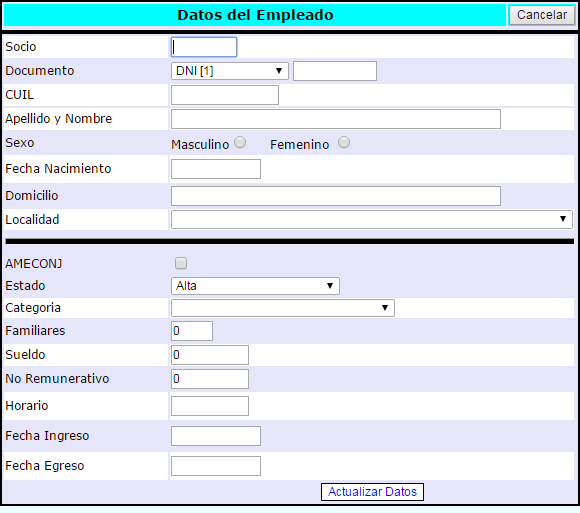 Datos del Empleado Cancelar
Socio
Documento DNI [1]
CUIL
Apellido y Nombre
Sexo Masculino Femenino
Fecha Nacimiento
Domicilio
Localidad
AMECONJ
Estado Alta
Categoria
Familiares 0
Sueldo 0
No Remunerativo 0
Horario
Fecha Ingreso
Fecha Egreso
Actualizar Datos